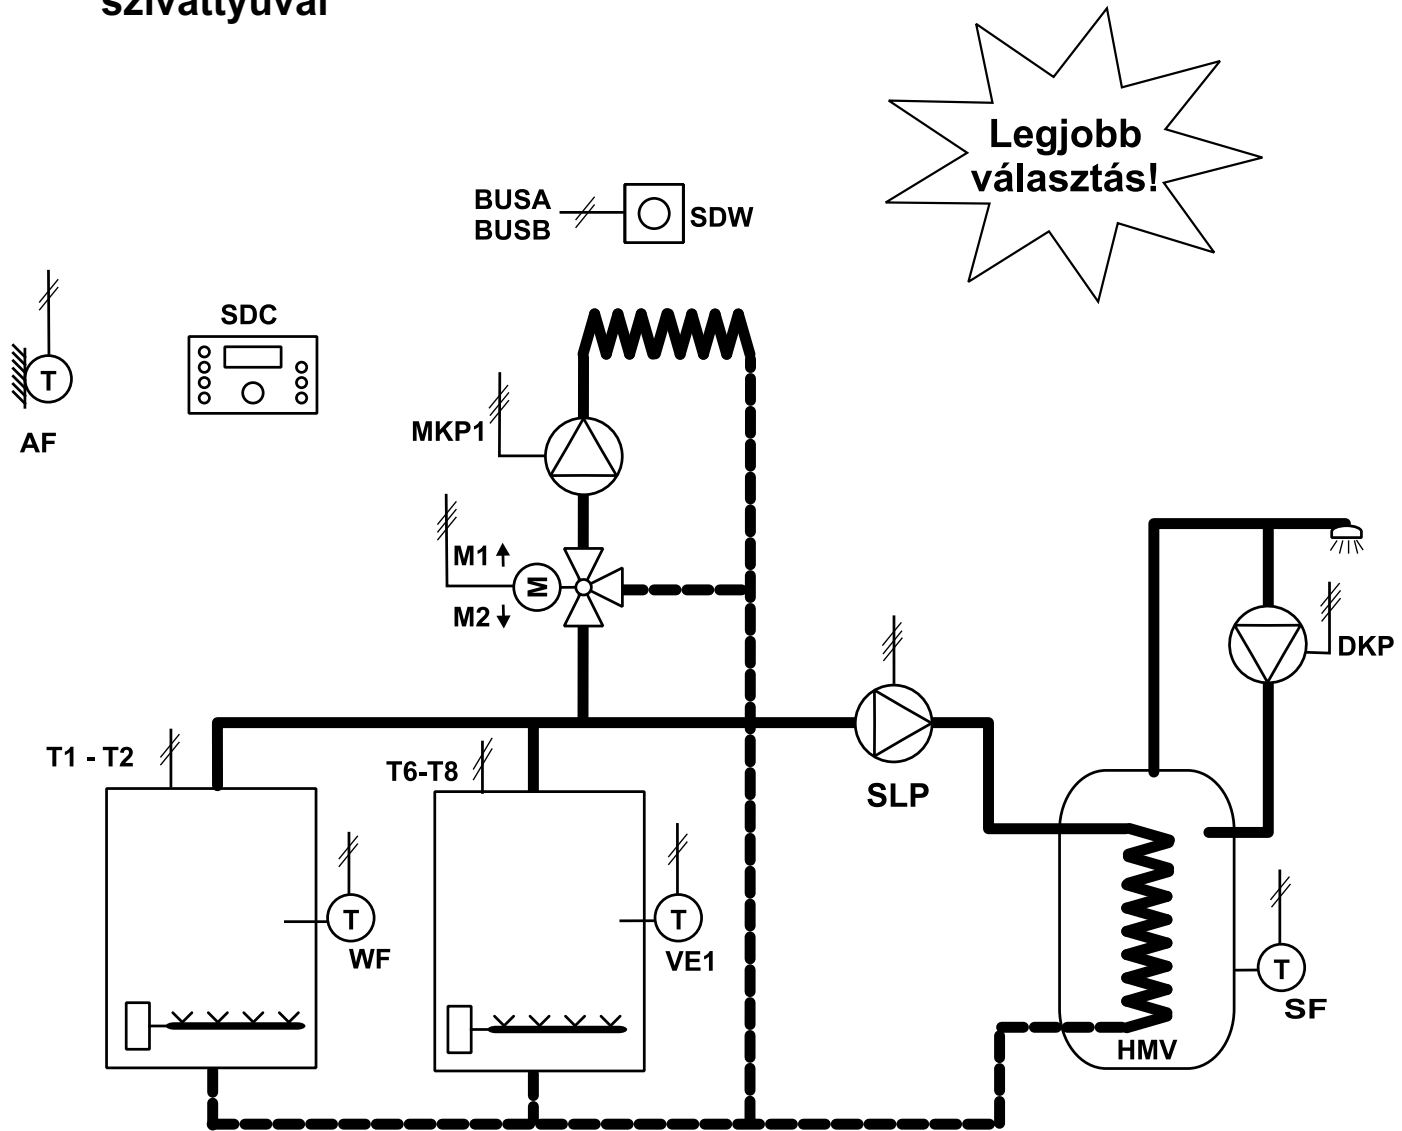 szivattyúval
Legjobb
választás!
BUSA
BUSB
SDW
SDC
T
AF
MKP1
M1
M
M2
DKP
T1 - T2
T6-T8
SLP
T
WF
T
VE1
T
SF
HMV